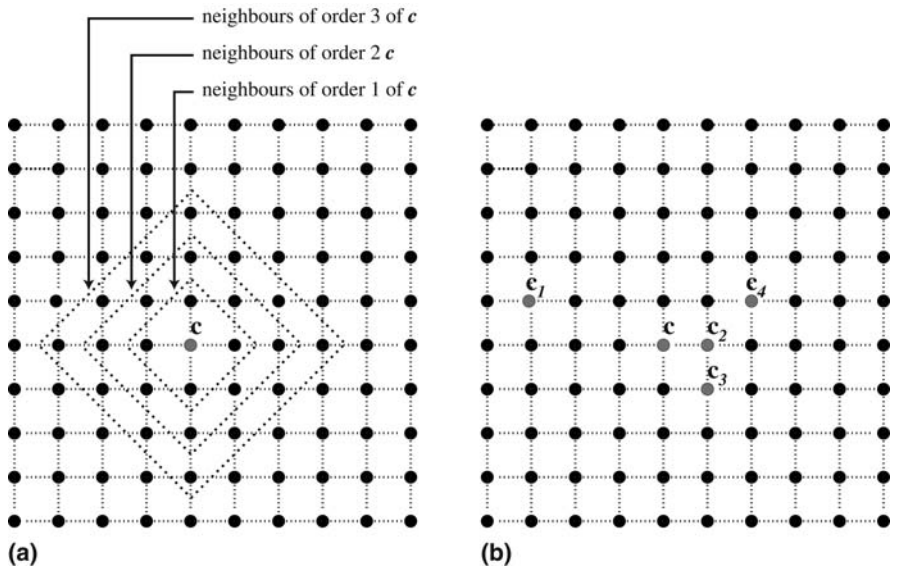 neighbours of order 3 of c
neighbours of order 2 c
neighbours of order 1 of c
c
c1
c4
c
c2
c3
(a)
(b)